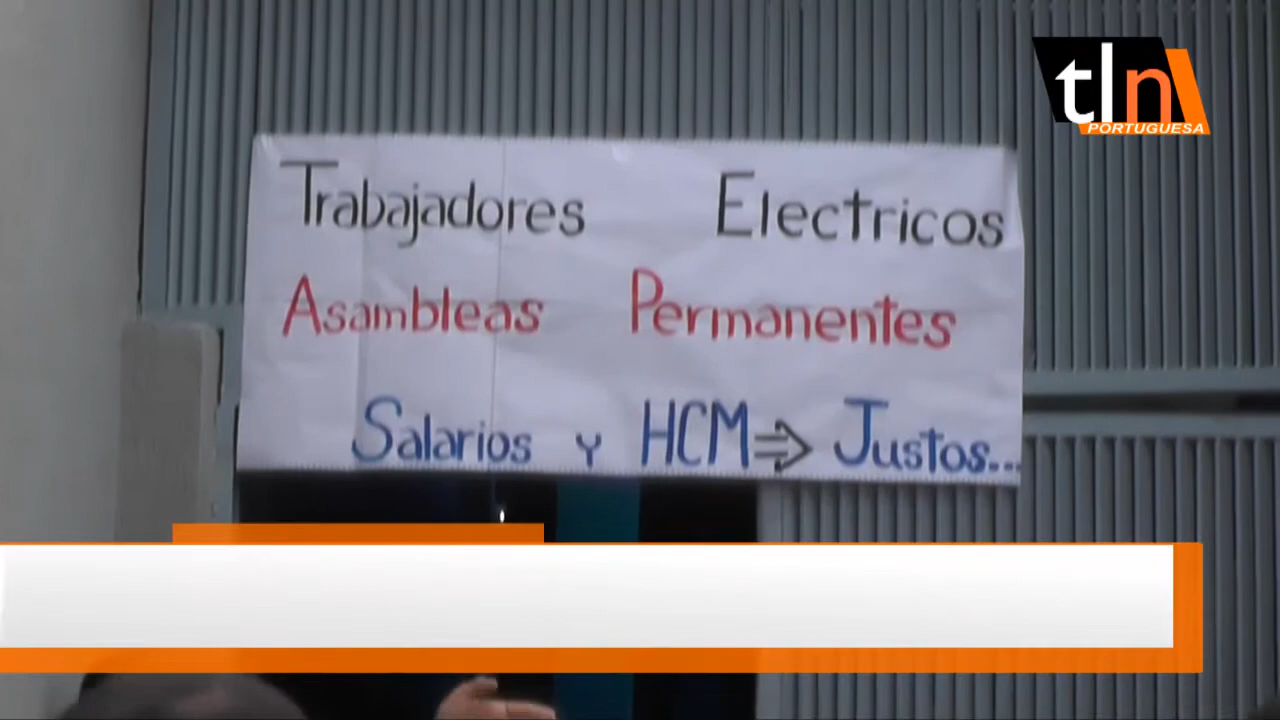 tln
PORTUGUESA
Trabajadores Electricos
Asambleas Permanentes
Salarios y HCM ⇒ Justos...